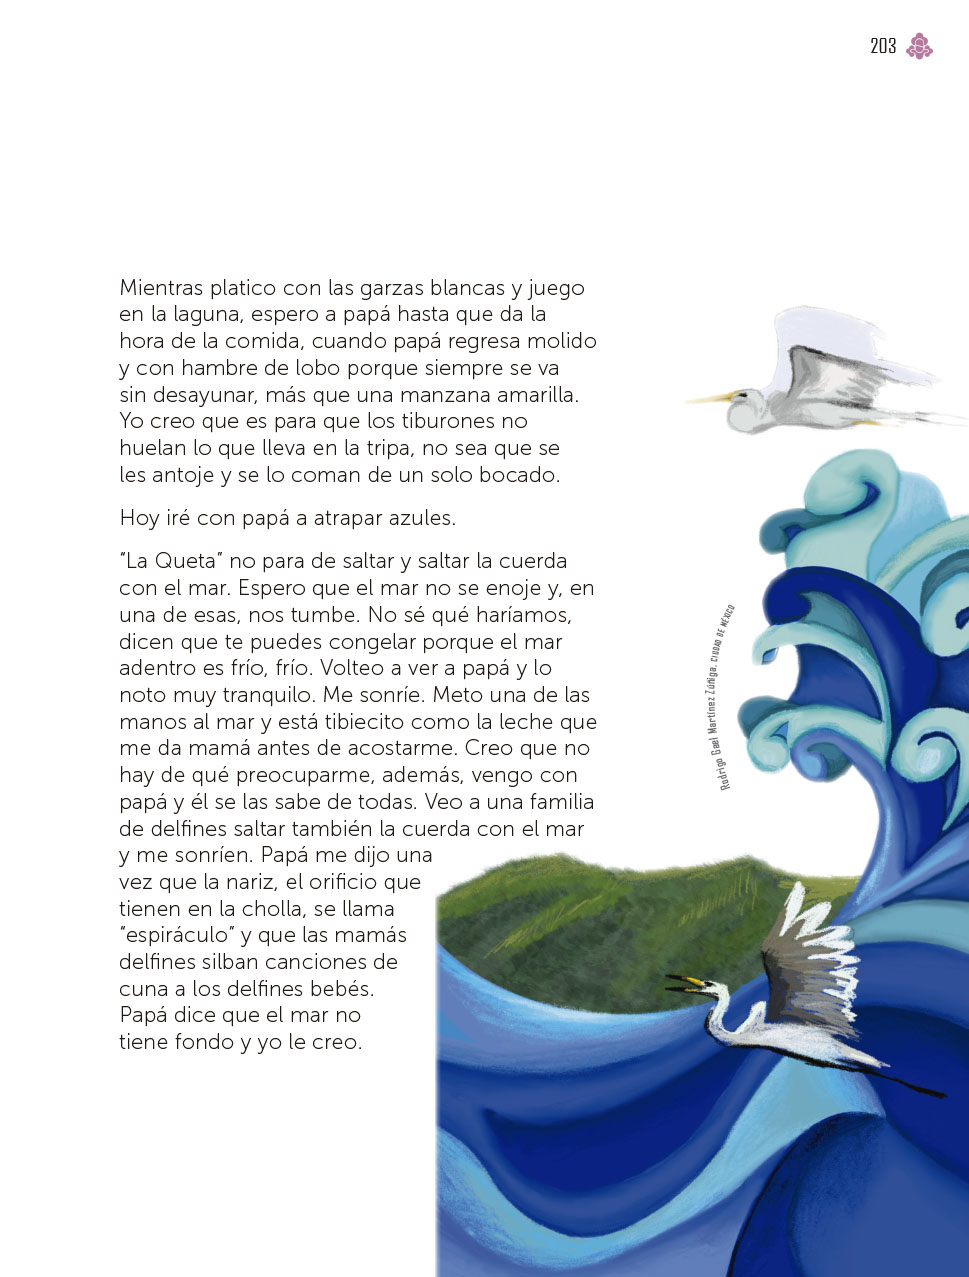 203
Mientras platico con las garzas blancas y juego
en la laguna, espero a papá hasta que da la
hora de la comida, cuando papá regresa molido
y con hambre de lobo porque siempre se va
sin desayunar, más que una manzana amarilla.
Yo creo que es para que los tiburones no
huelan lo que lleva en la tripa, no sea que se
les antoje y se lo coman de un solo bocado.
Hoy iré con papá a atrapar azules.
“La Queta” no para de saltar y saltar la cuerda
con el mar. Espero que el mar no se enoje y, en
una de esas, nos tumbe. No sé qué haríamos,
dicen que te puedes congelar porque el mar
adentro es frío, frío. Volteo a ver a papá y lo
noto muy tranquilo. Me sonríe. Meto una de las
manos al mar y está tibiecito como la leche que
me da mamá antes de acostarme. Creo que no
hay de qué preocuparme, además, vengo con
papá y él se las sabe de todas. Veo a una familia
de delfines saltar también la cuerda con el mar
y me sonríen. Papá me dijo una
vez que la nariz, el orificio que
tienen en la cholla, se llama
“espiráculo” y que las mamás
delfines silban canciones de
cuna a los delfines bebés.
Papá dice que el mar no
tiene fondo y yo le creo.
Rodrigo Gael Martínez Zúñiga, CIUDAD DE MÉXICO